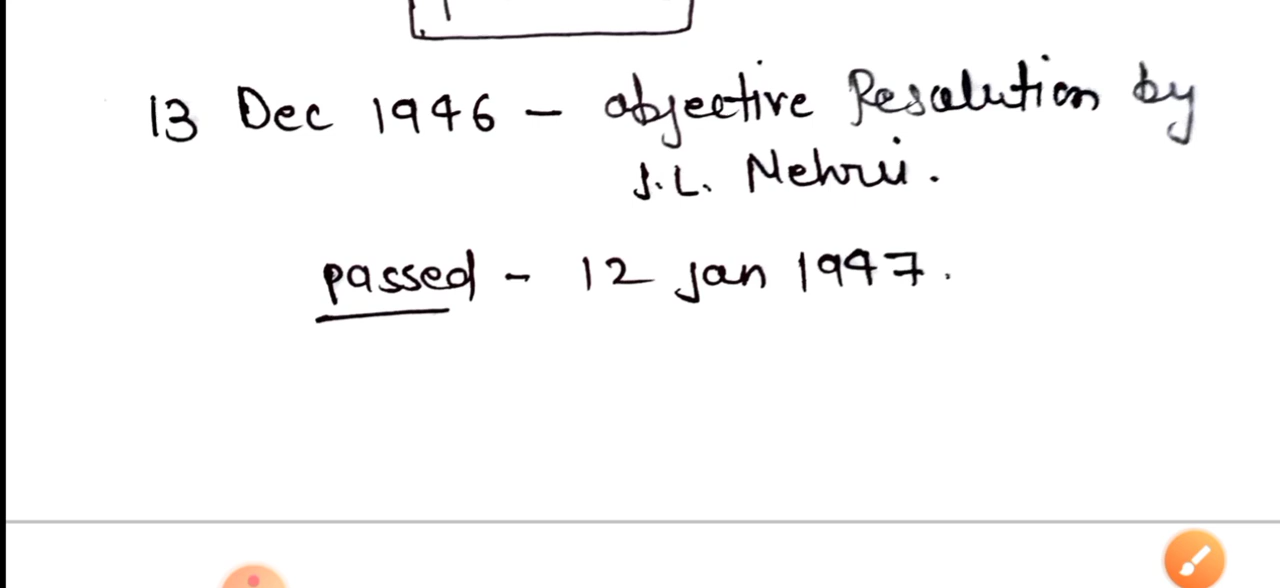 13 Dec 1946 - objective Resolution by
J.L. Nehru.
passed - 12 jan 1947.